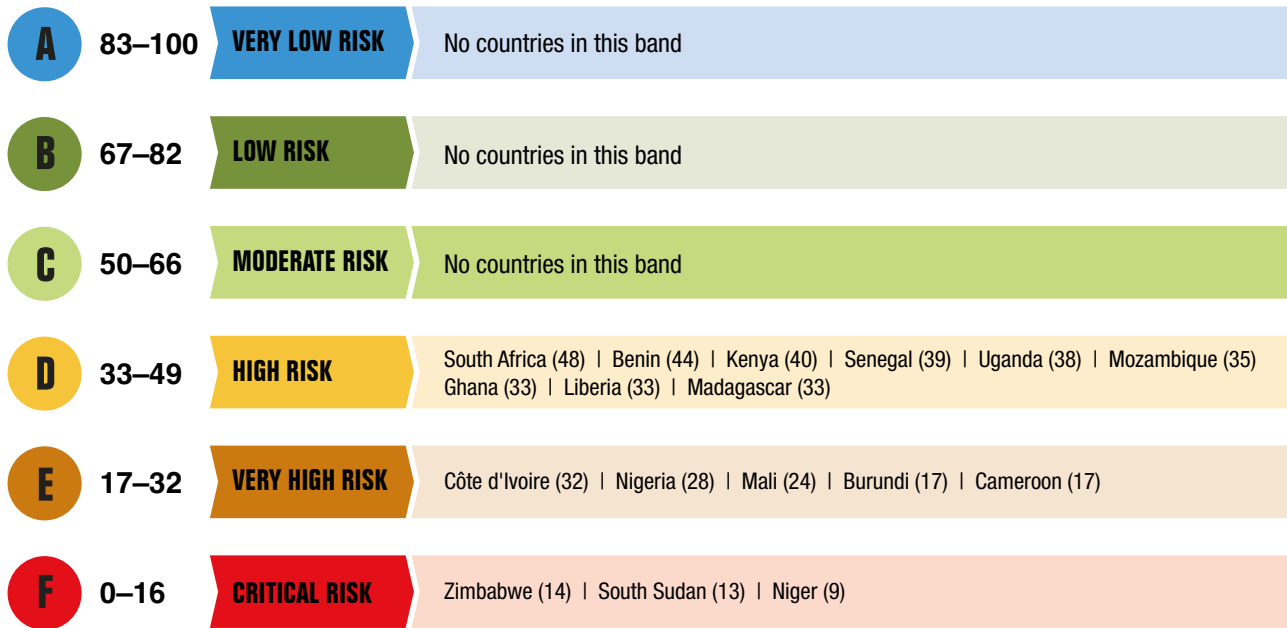 A 83–100 VERY LOW RISK No countries in this band
B 67–82 LOW RISK No countries in this band
C 50–66 MODERATE RISK No countries in this band
D 33–49 HIGH RISK South Africa (48) | Benin (44) | Kenya (40) | Senegal (39) | Uganda (38) | Mozambique (35)
Ghana (33) | Liberia (33) | Madagascar (33)
E 17–32 VERY HIGH RISK Côte d'Ivoire (32) | Nigeria (28) | Mali (24) | Burundi (17) | Cameroon (17)
F 0–16 CRITICAL RISK Zimbabwe (14) | South Sudan (13) | Niger (9)